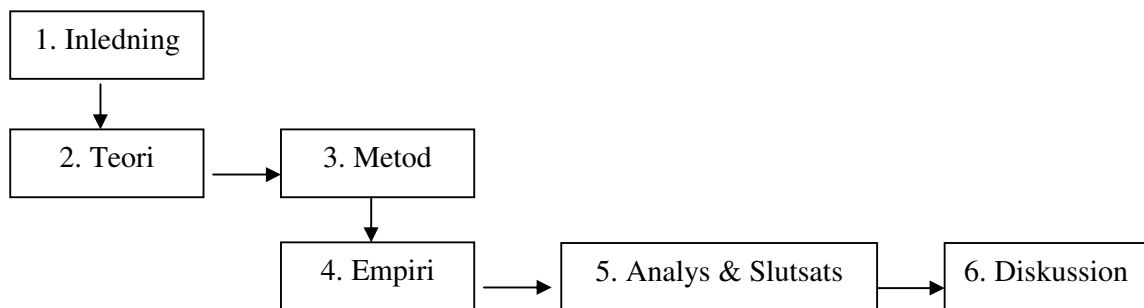 1. Inledning
2. Teori
3. Metod
4. Empiri
5. Analys & Slutsats
6. Diskussion